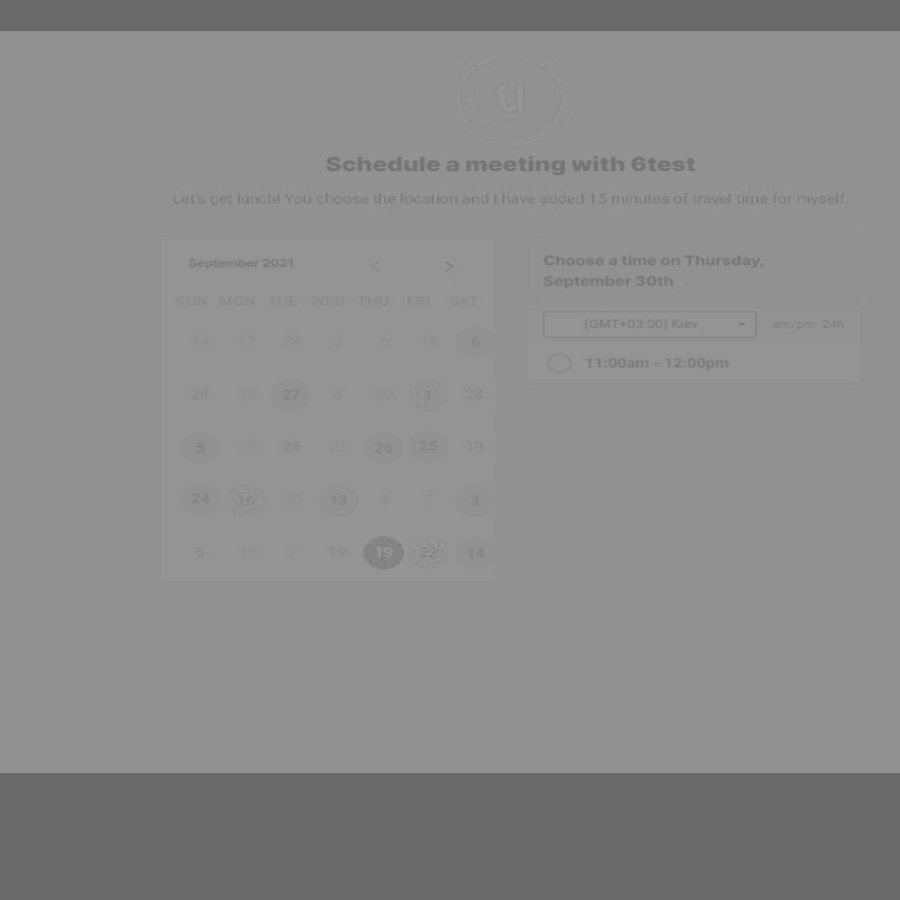 u
Schedule a meeting with 6test
Let's get lunch! You choose the location and I have added 15 minutes of travel time for myself.
September 2021 < >
SUN MON TUE WED THU FRI SAT
14 17 24 2 6 15 6
28 16 27 5 30 1 28
5 18 28 21 26 25 19
24 30 13 4 7 3
5 13 7 19 19 22 14
Choose a time on Thursday,
September 30th
(GMT+03:00) Kiev am/pm 24h
11:00am - 12:00pm